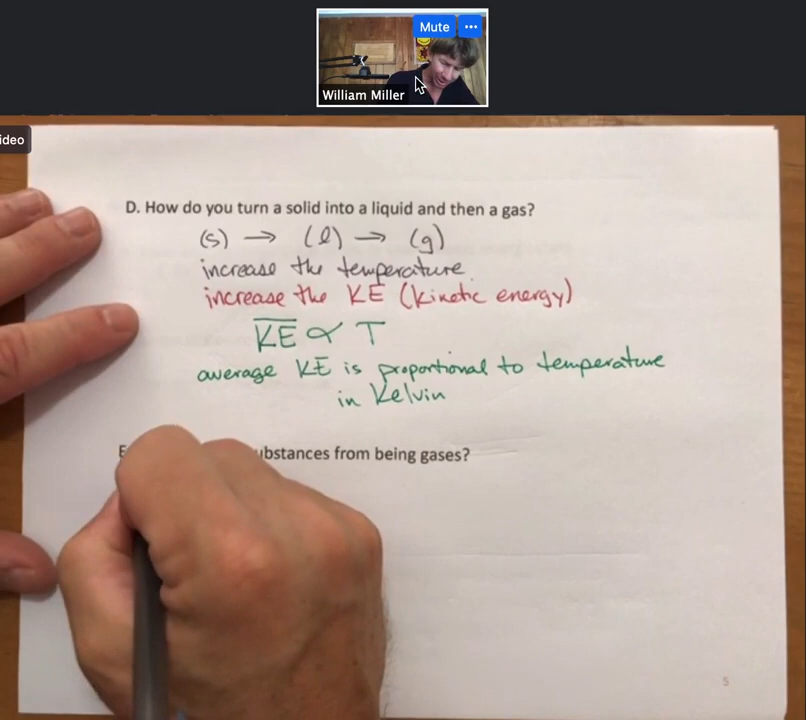 Mute
William Miller
ideo
D. How do you turn a solid into a liquid and then a gas?
(s) → (l) → (g)
increase the temperature
increase the KE (kinetic energy)
K̅E̅ ∝ T
average KE is proportional to temperature
in Kelvin
E ubstances from being gases?
5